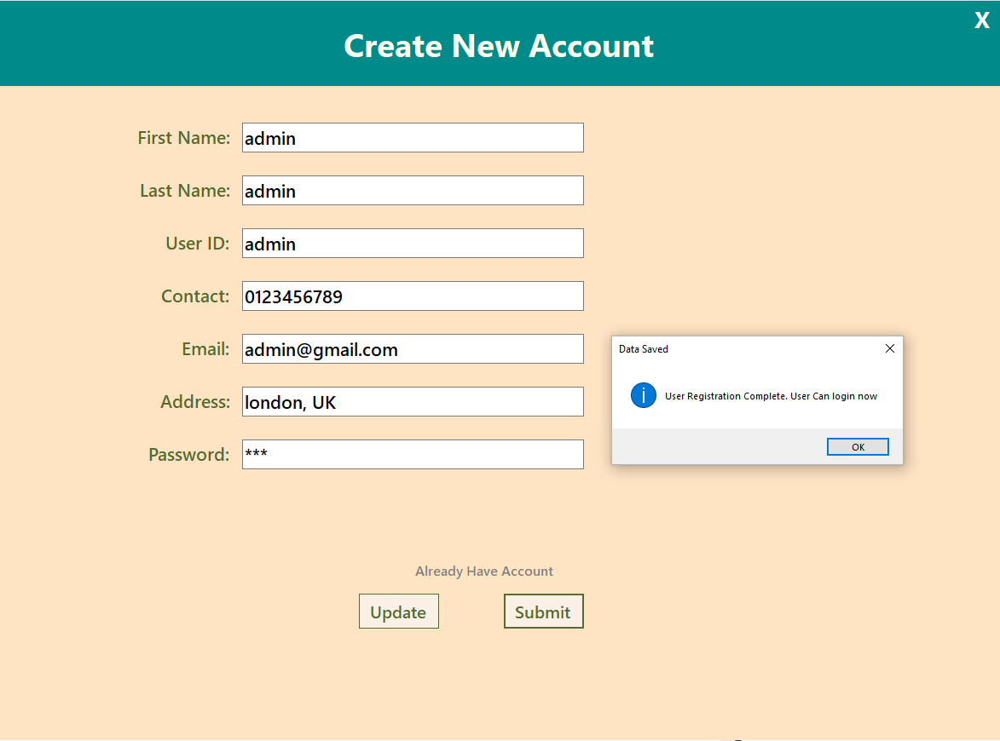 X
Create New Account
First Name: admin
Last Name: admin
User ID: admin
Contact: 0123456789
Email: admin@gmail.com
Address: london, UK
Password: ***
Data Saved
User Registration Complete. User Can login now
OK
Already Have Account
Update Submit